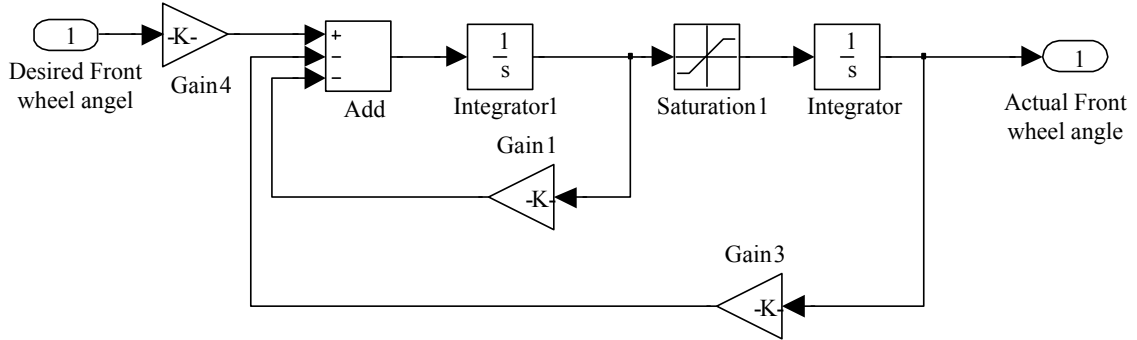 1
Desired Front
wheel angel
-K-
Gain4
+
−
−
Add
1
s
Integrator1
Saturation1
1
s
Integrator
1
Actual Front
wheel angle
Gain1
-K-
Gain3
-K-